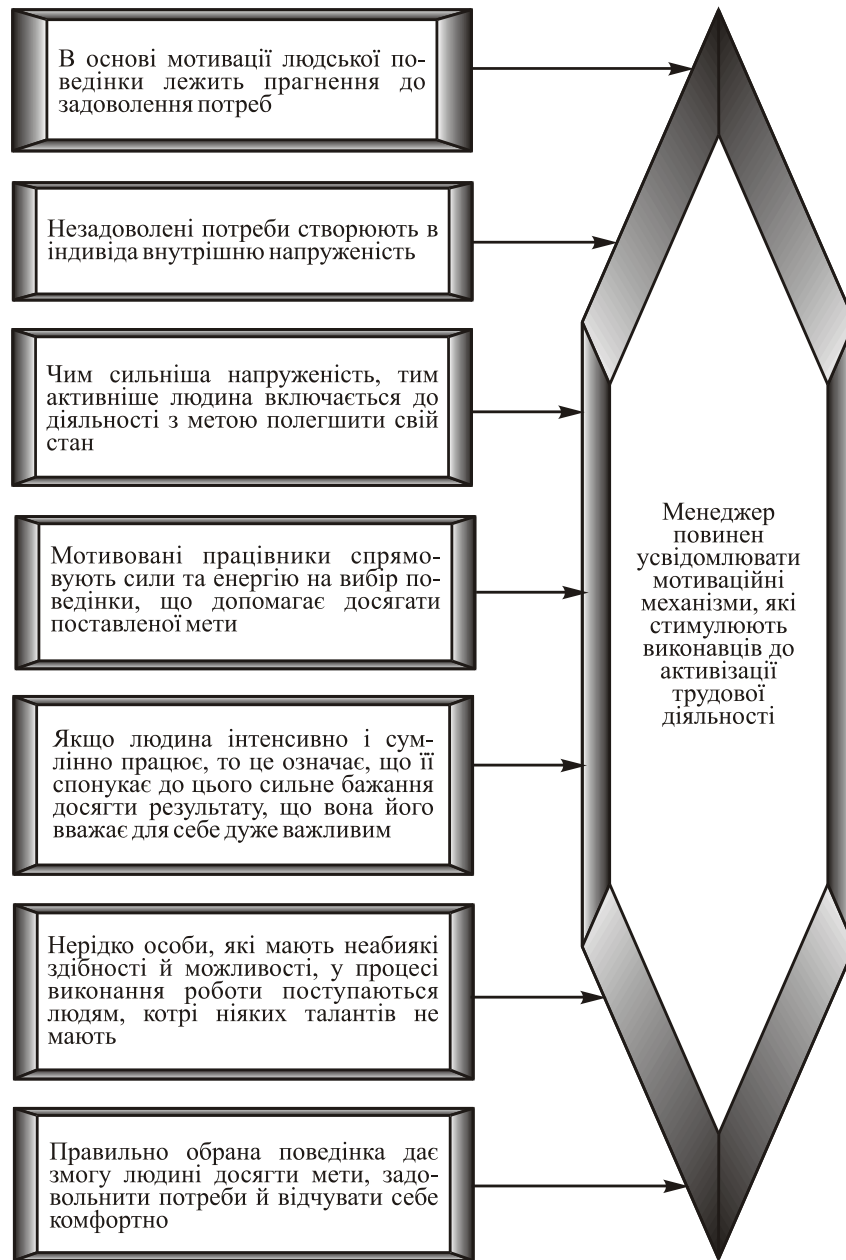 В основі мотивації людської по-
ведінки лежить прагнення до
задоволення потреб
Незадоволені потреби створюють в
індивіда внутрішню напруженість
Чим сильніша напруженість, тим
активніше людина включається до
діяльності з метою полегшити свій
стан
Мотивовані працівники спрямо-
вують сили та енергію на вибір по-
ведінки, що допомагає досягати
поставленої мети
Якщо людина інтенсивно і сум-
лінно працює, то це означає, що її
спонукає до цього сильне бажання
досягти результату, що вона його
вважає для себе дуже важливим
Нерідко особи, які мають неабиякі
здібності й можливості, у процесі
виконання роботи поступаються
людям, котрі ніяких талантів не
мають
Правильно обрана поведінка дає
змогу людині досягти мети, задо-
вольнити потреби й відчувати себе
комфортно
Менеджер
повинен
усвідомлювати
мотиваційні
механізми, які
стимулюють
виконавців до
активізації
трудової
діяльності